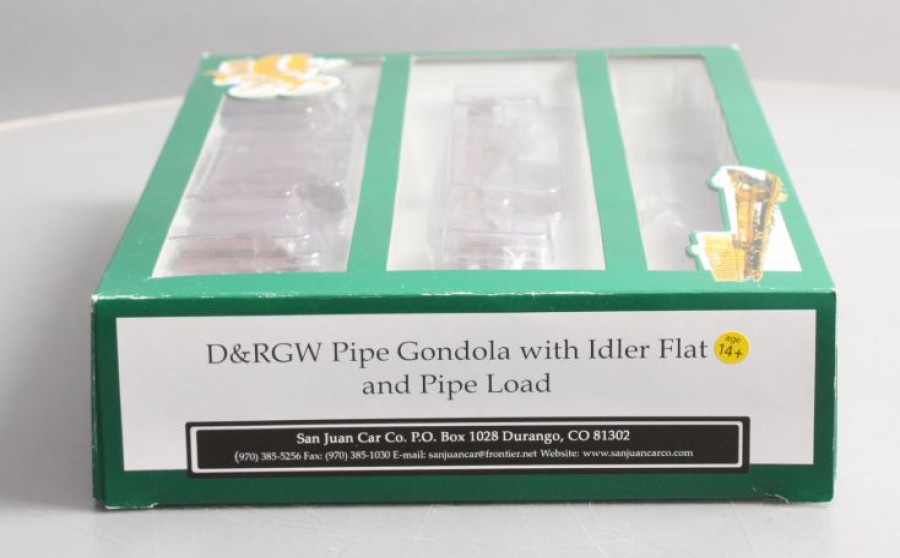 D&RGW Pipe Gondola with Idler Flat
age
14+
and Pipe Load
San Juan Car Co. P.O. Box 1028 Durango, CO 81302
(970) 385-5256 Fax: (970) 385-1030 E-mail: sanjuancar@frontier.net Website: www.sanjuancarco.com